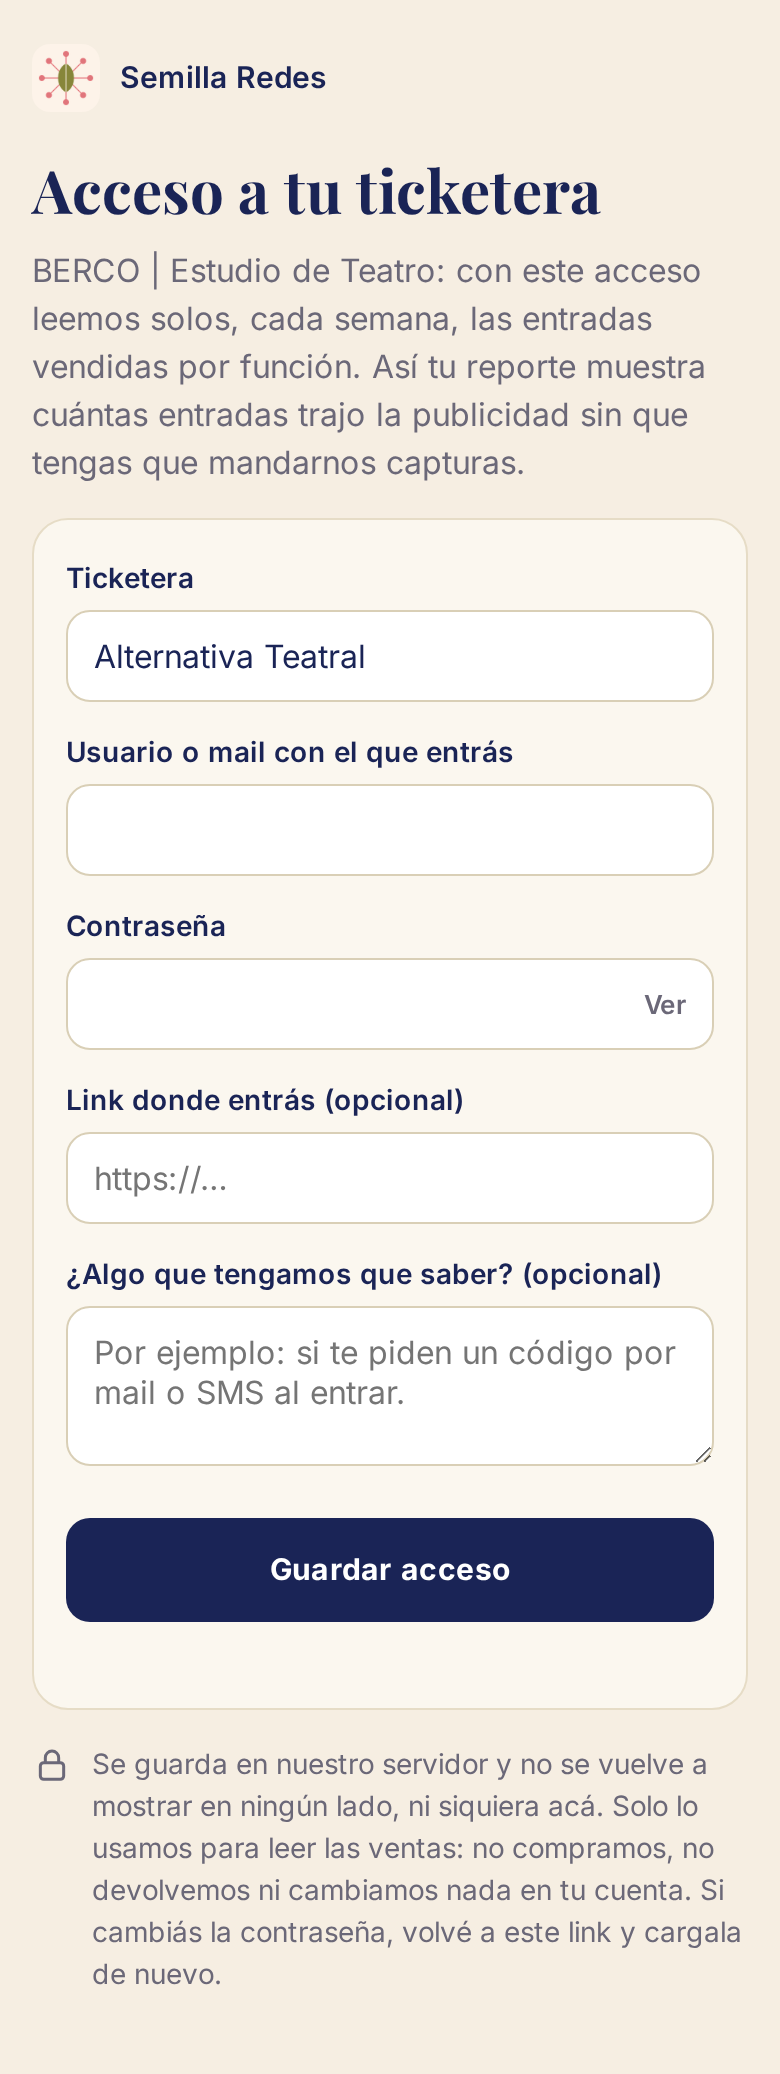 Semilla Redes
Acceso a tu ticketera
BERCO | Estudio de Teatro: con este acceso
leemos solos, cada semana, las entradas
vendidas por función. Así tu reporte muestra
cuántas entradas trajo la publicidad sin que
tengas que mandarnos capturas.
Ticketera
Alternativa Teatral
Usuario o mail con el que entrás
Contraseña
Ver
Link donde entrás (opcional)
https://...
¿Algo que tengamos que saber? (opcional)
Por ejemplo: si te piden un código por
mail o SMS al entrar.
Guardar acceso
Se guarda en nuestro servidor y no se vuelve a
mostrar en ningún lado, ni siquiera acá. Solo lo
usamos para leer las ventas: no compramos, no
devolvemos ni cambiamos nada en tu cuenta. Si
cambiás la contraseña, volvé a este link y cargala
de nuevo.